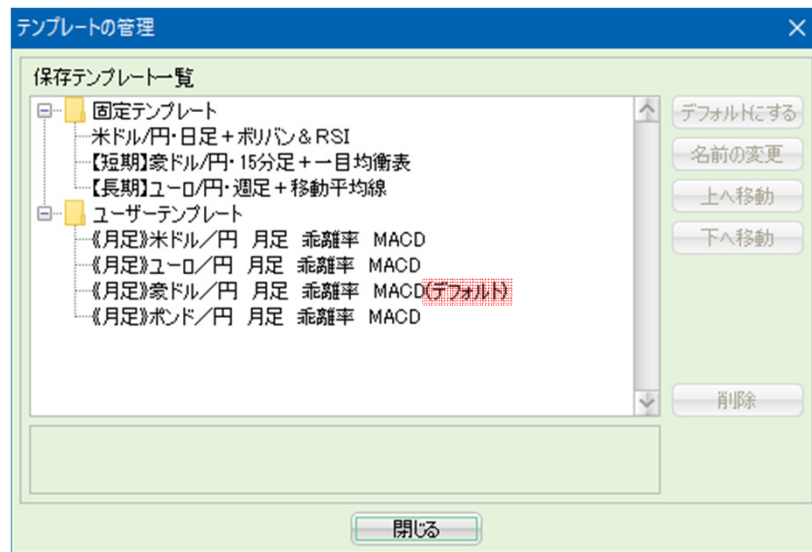 テンプレートの管理
保存テンプレート一覧
固定テンプレート
米ドル/円・日足+ボリバン&RSI
【短期】豪ドル/円・15分足+一目均衡表
【長期】ユーロ/円・週足+移動平均線
ユーザーテンプレート
《月足》米ドル／円 月足 乖離率 MACD
《月足》ユーロ／円 月足 乖離率 MACD
《月足》豪ドル／円 月足 乖離率 MACD(デフォルト)
《月足》ポンド／円 月足 乖離率 MACD
デフォルトにする
名前の変更
上へ移動
下へ移動
削除
閉じる